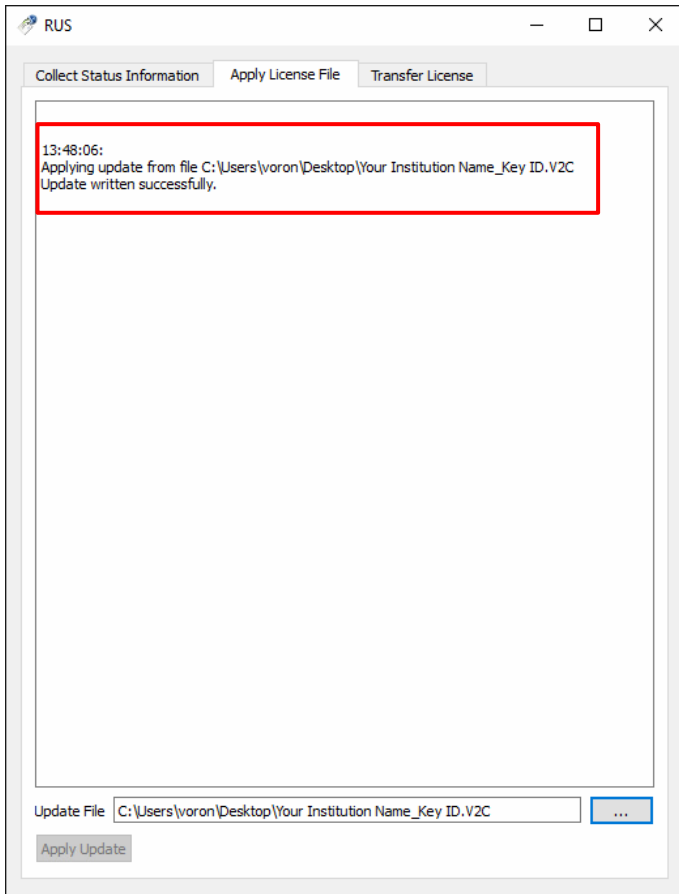 RUS
Collect Status Information Apply License File Transfer License
13:48:06:
Applying update from file C:\Users\voron\Desktop\Your Institution Name_Key ID.V2C
Update written successfully.
Update File C:\Users\voron\Desktop\Your Institution Name_Key ID.V2C ...
Apply Update